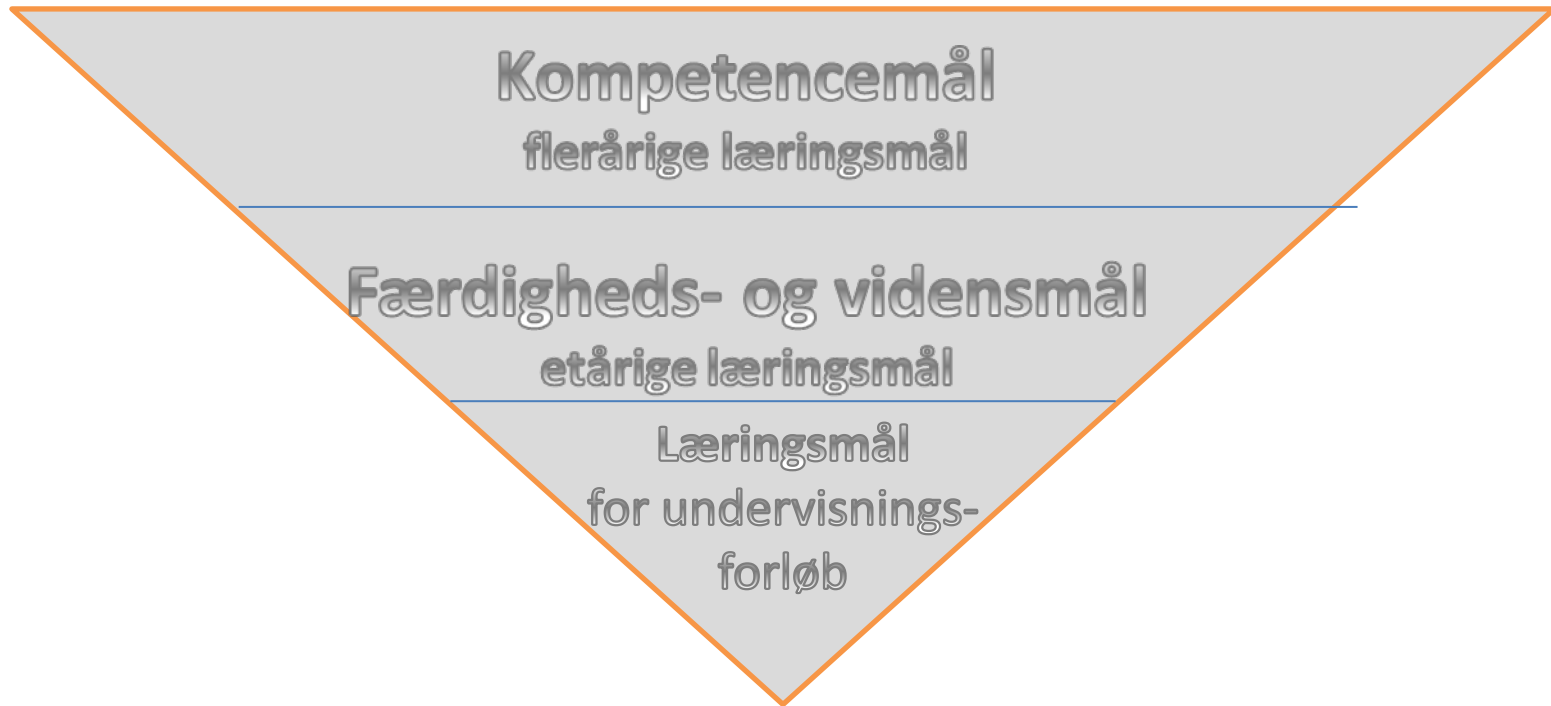 Kompetencemål
flerårige læringsmål
Færdigheds- og vidensmål
etårige læringsmål
Læringsmål
for undervisnings-
forløb